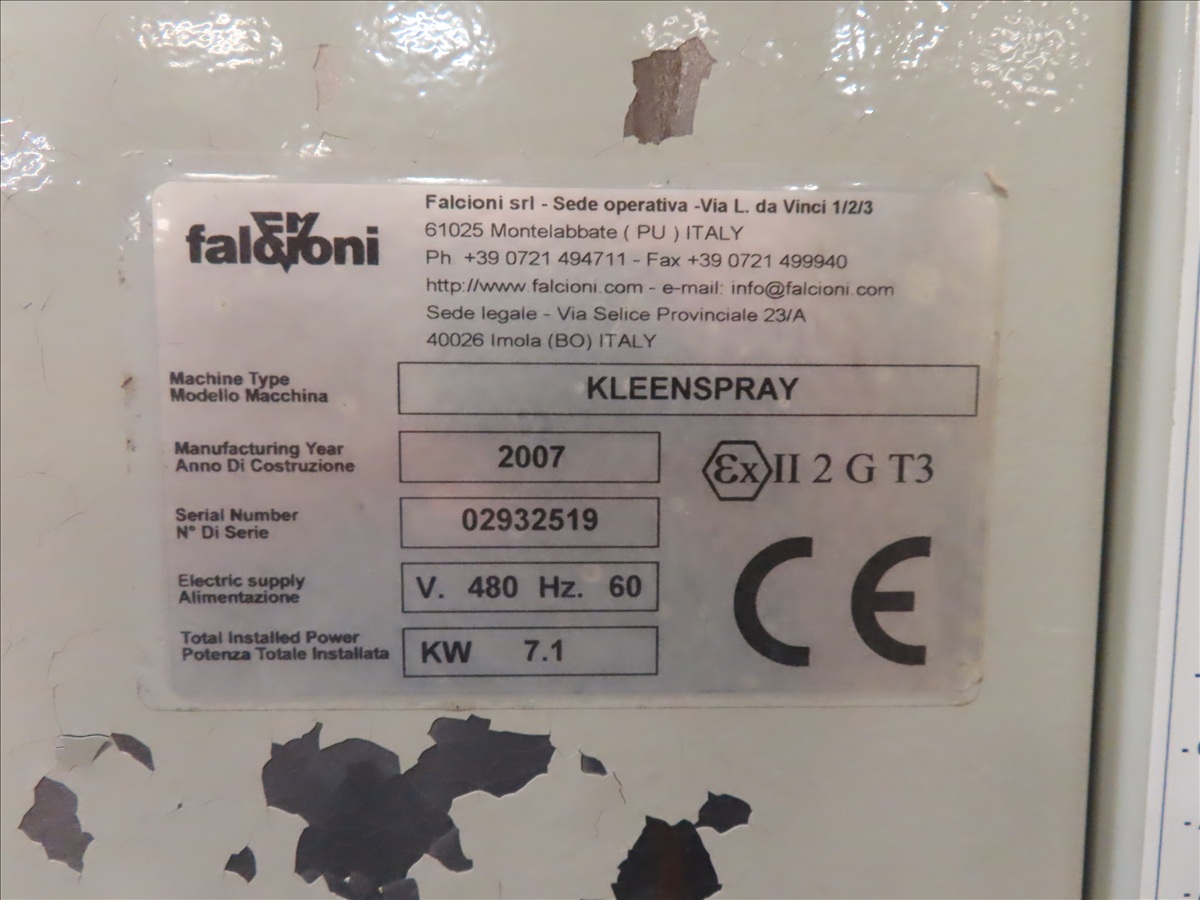 falcioni
Falcioni srl - Sede operativa -Via L. da Vinci 1/2/3
61025 Montelabbate ( PU ) ITALY
Ph. +39 0721 494711 - Fax +39 0721 499940
http://www.falcioni.com - e-mail: info@falcioni.com
Sede legale - Via Selice Provinciale 23/A
40026 Imola (BO) ITALY
Machine Type
Modello Macchina
KLEENSPRAY
Manufacturing Year
Anno Di Costruzione
2007
Ex II 2 G T3
Serial Number
N° Di Serie
02932519
CE
Electric supply
Alimentazione
V. 480 Hz. 60
Total Installed Power
Potenza Totale Installata
KW 7.1